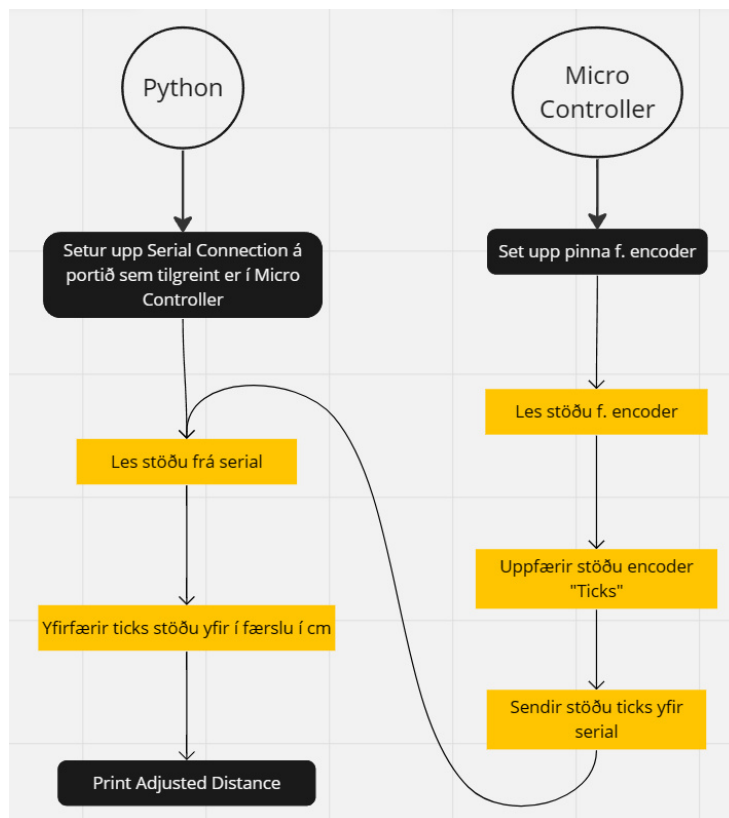 Python
Setur upp Serial Connection á
portið sem tilgreint er í Micro
Controller
Les stöðu frá serial
Yfirfærir ticks stöðu yfir í færslu í cm
Print Adjusted Distance
Micro
Controller
Set upp pinna f. encoder
Les stöðu f. encoder
Uppfærir stöðu encoder
"Ticks"
Sendir stöðu ticks yfir
serial